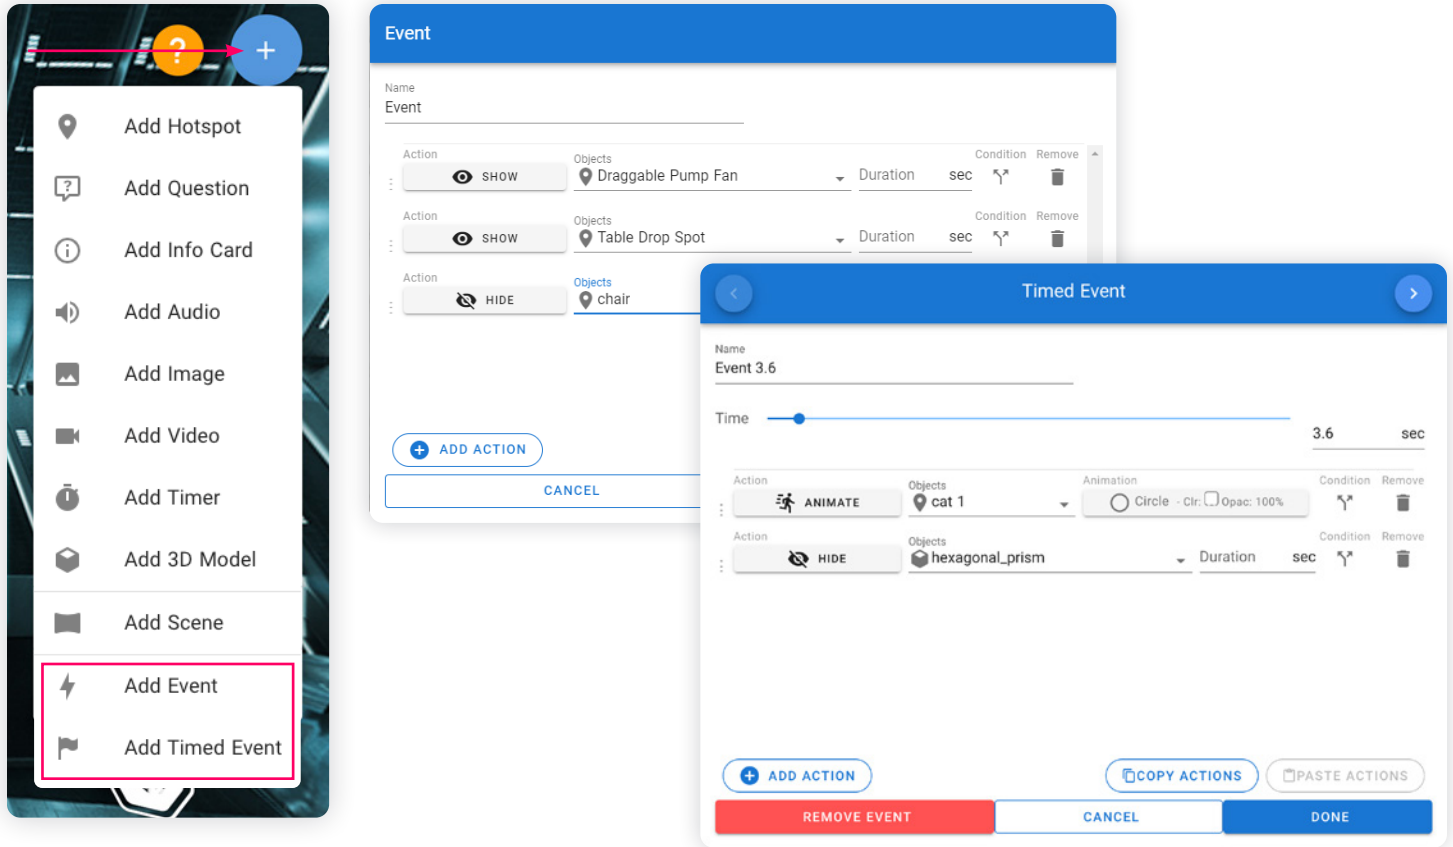 ?
+
Add Hotspot
Add Question
Add Info Card
Add Audio
Add Image
Add Video
Add Timer
Add 3D Model
Add Scene
Add Event
Add Timed Event
Event
Name
Event
Action Objects Condition Remove
SHOW Draggable Pump Fan Duration sec
Action Objects Condition Remove
SHOW Table Drop Spot Duration sec
Action Objects
HIDE chair
ADD ACTION
CANCEL
Timed Event
Name
Event 3.6
Time
3.6 sec
Action Objects Animation Condition Remove
ANIMATE cat 1 Circle - Clr: Opac: 100%
Action Objects Condition Remove
HIDE hexagonal_prism Duration sec
ADD ACTION COPY ACTIONS PASTE ACTIONS
REMOVE EVENT CANCEL DONE